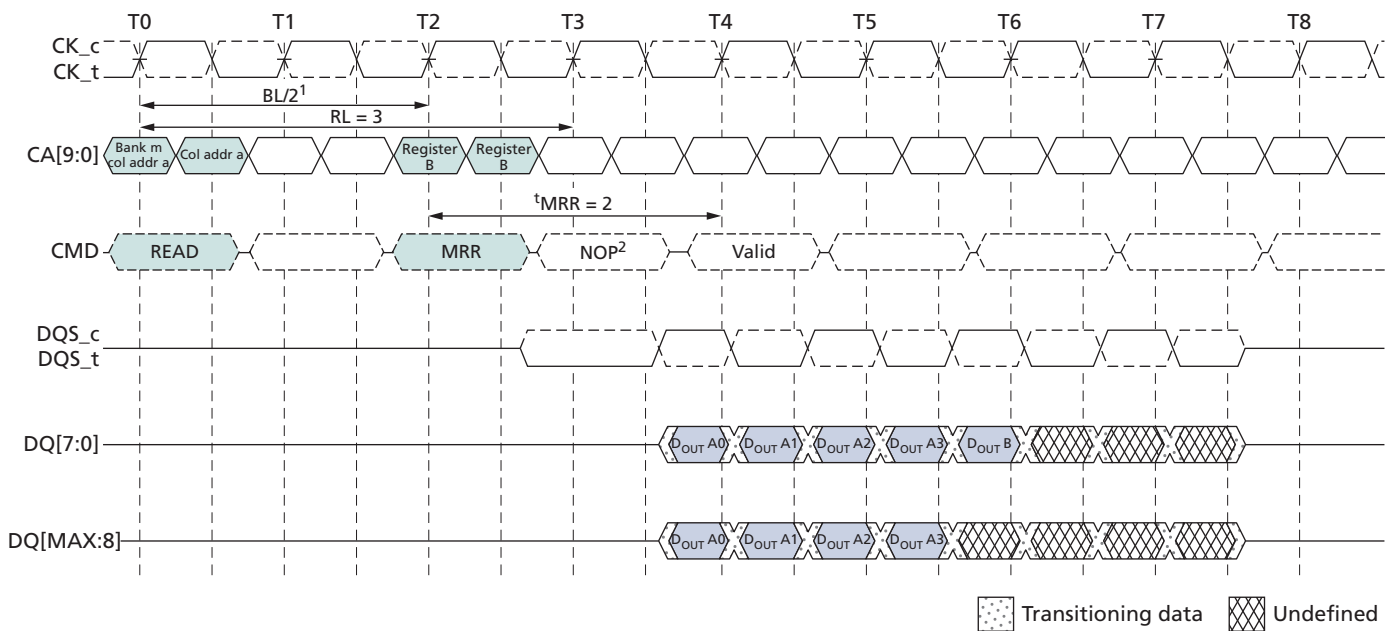 T0 T1 T2 T3 T4 T5 T6 T7 T8
CK_c
CK_t
BL/2¹
RL = 3
CA[9:0]
Bank m
col addr a
Col addr a
Register
B
Register
B
ᵗMRR = 2
CMD
READ
MRR
NOP²
Valid
DQS_c
DQS_t
DQ[7:0]
DOUT A0 DOUT A1 DOUT A2 DOUT A3 DOUT B
DQ[MAX:8]
DOUT A0 DOUT A1 DOUT A2 DOUT A3
Transitioning data
Undefined